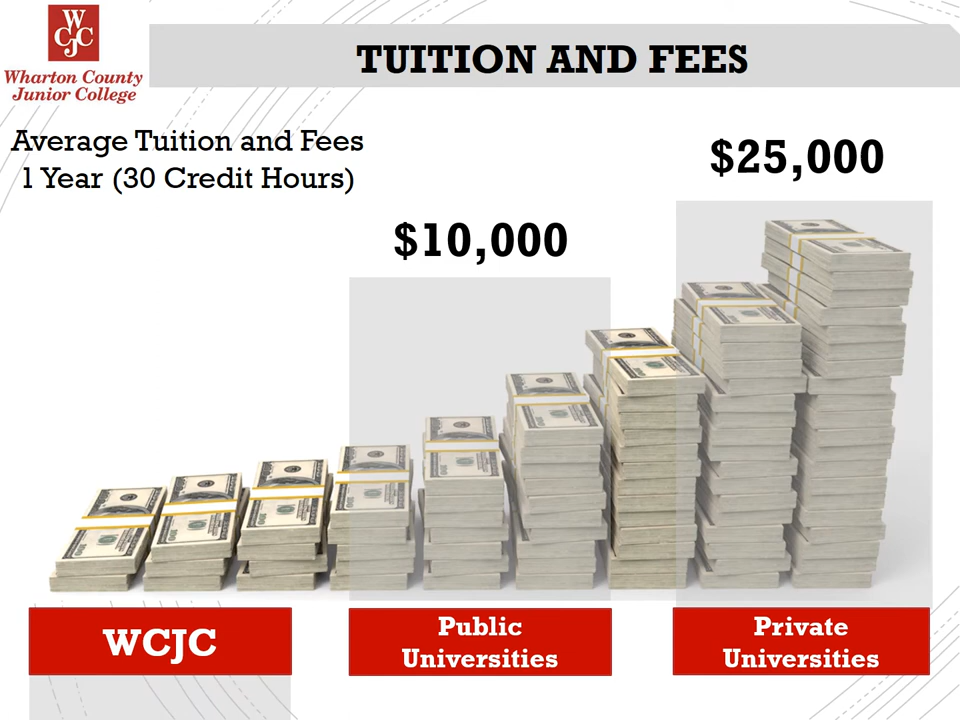 WCJC
Wharton County
Junior College
TUITION AND FEES
Average Tuition and Fees
1 Year (30 Credit Hours)
$25,000
$10,000
WCJC
Public
Universities
Private
Universities